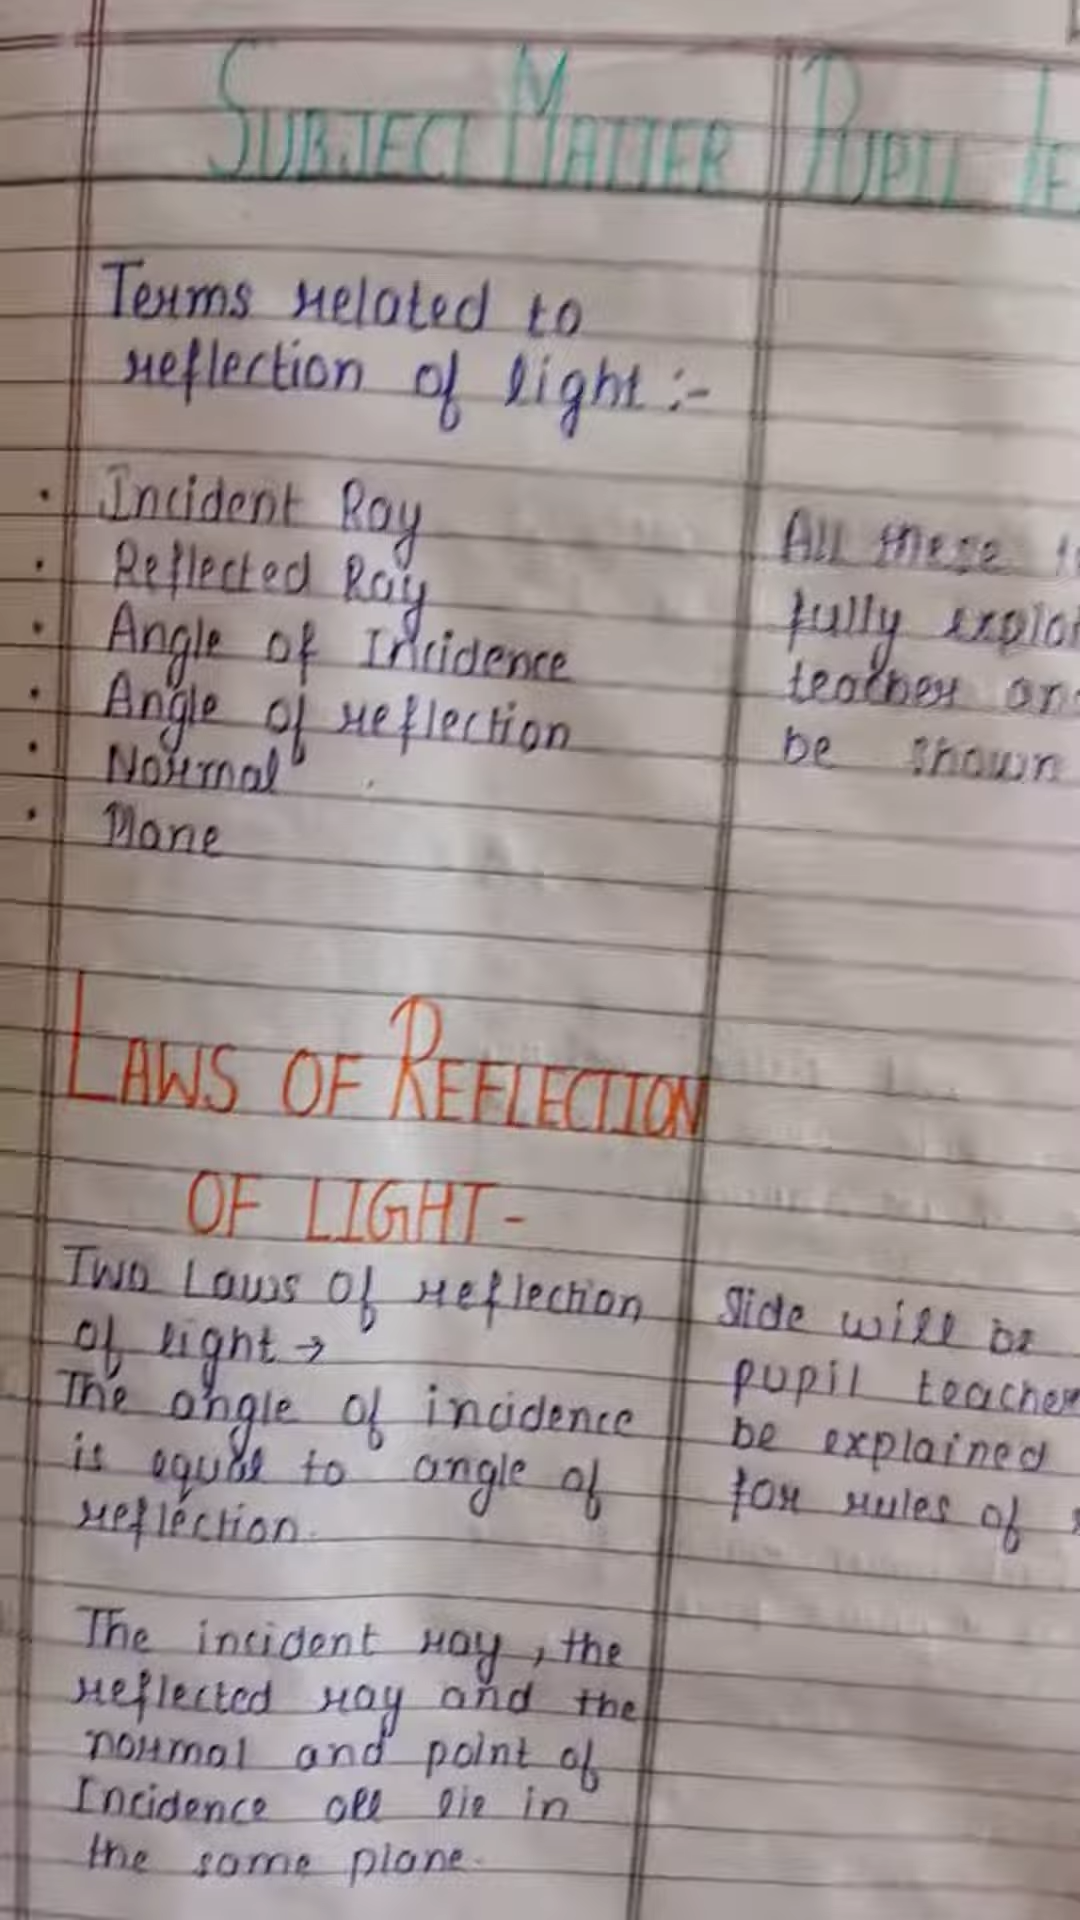 SUBJECT MATTER
Terms related to
reflection of light :-
• Incident Ray
• Reflected Ray
• Angle of Incidence
• Angle of reflection
• Normal
• Plane
LAWS OF REFLECTION
OF LIGHT -
Two Laws of reflection
of light →
The angle of incidence
is equal to angle of
reflection.
The incident ray, the
reflected ray and the
normal and point of
Incidence all lie in
the same plane.
PUPIL
All these
fully
teacher
be shown
Slide will be
pupil teacher
be explained
for rules of